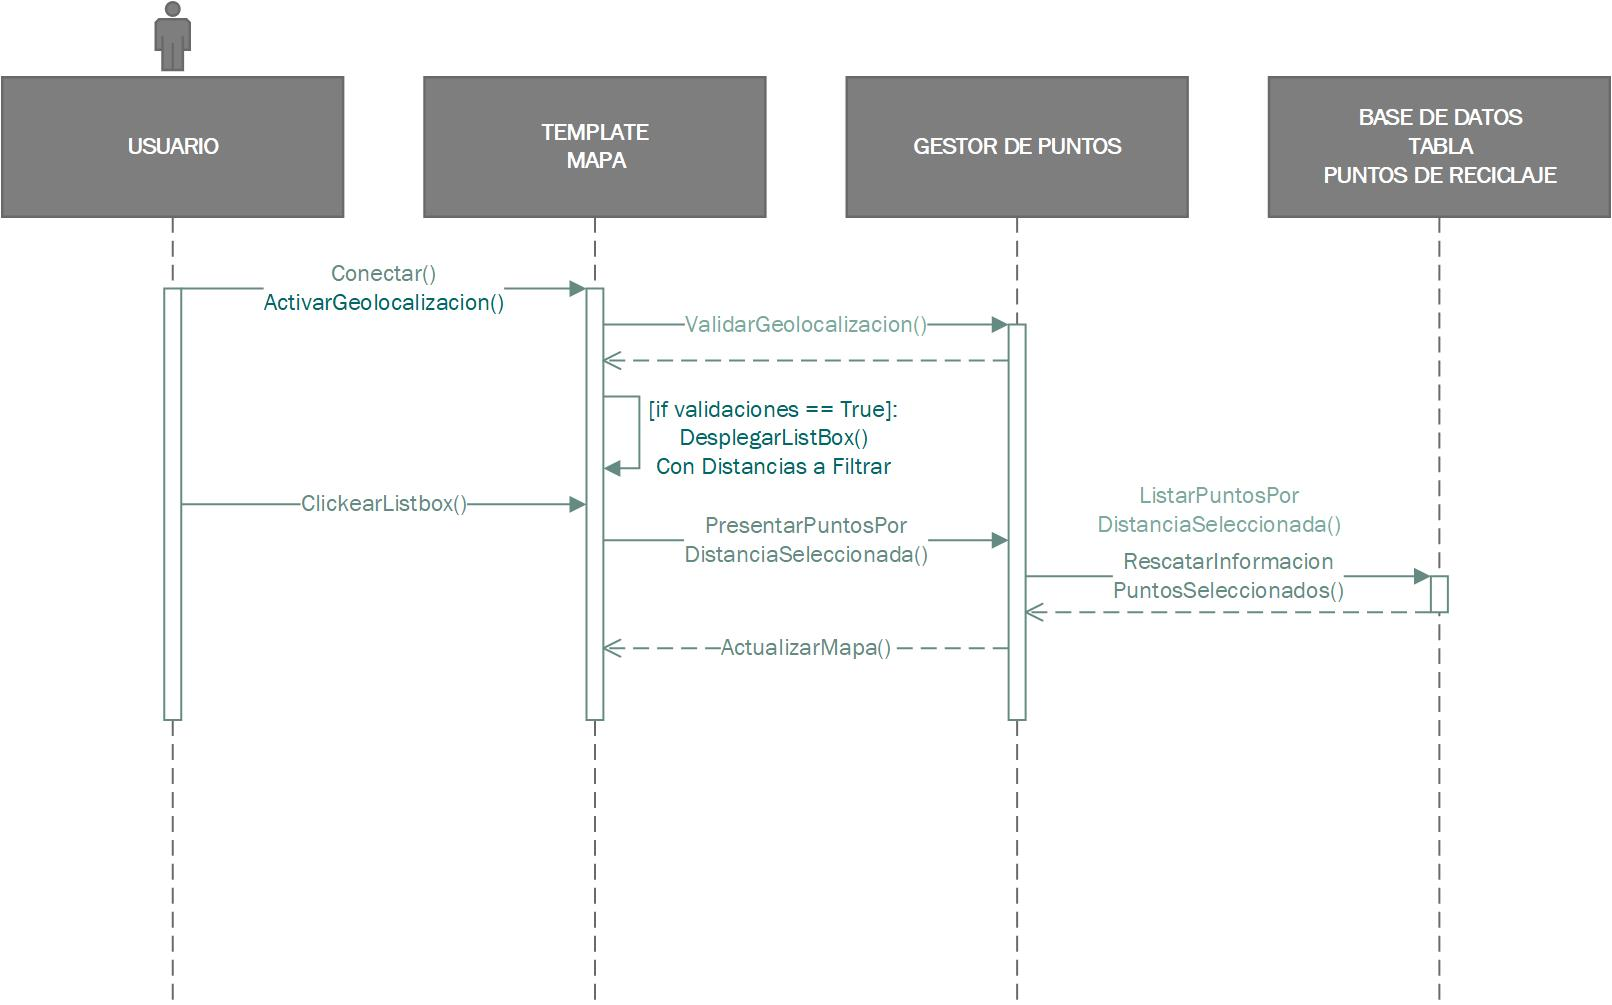 USUARIO
TEMPLATE
MAPA
GESTOR DE PUNTOS
BASE DE DATOS
TABLA
PUNTOS DE RECICLAJE
Conectar()
ActivarGeolocalizacion()
ValidarGeolocalizacion()
[if validaciones == True]:
DesplegarListBox()
Con Distancias a Filtrar
ClickearListbox()
PresentarPuntosPor
DistanciaSeleccionada()
ListarPuntosPor
DistanciaSeleccionada()
RescatarInformacion
PuntosSeleccionados()
ActualizarMapa()